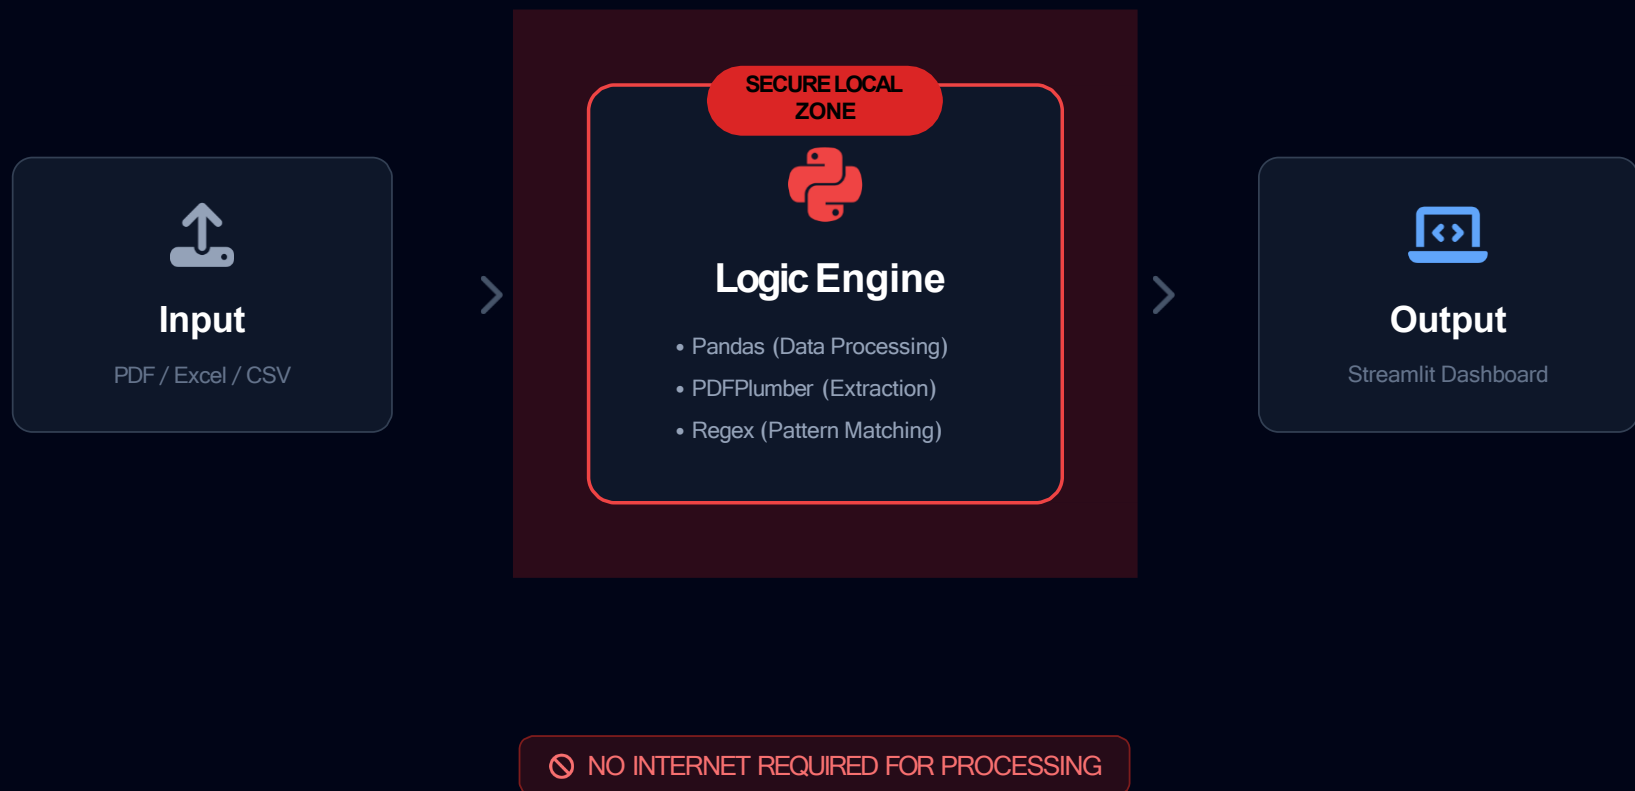 SECURE LOCAL
ZONE
Input
PDF / Excel / CSV
Logic Engine
• Pandas (Data Processing)
• PDFPlumber (Extraction)
• Regex (Pattern Matching)
Output
Streamlit Dashboard
NO INTERNET REQUIRED FOR PROCESSING